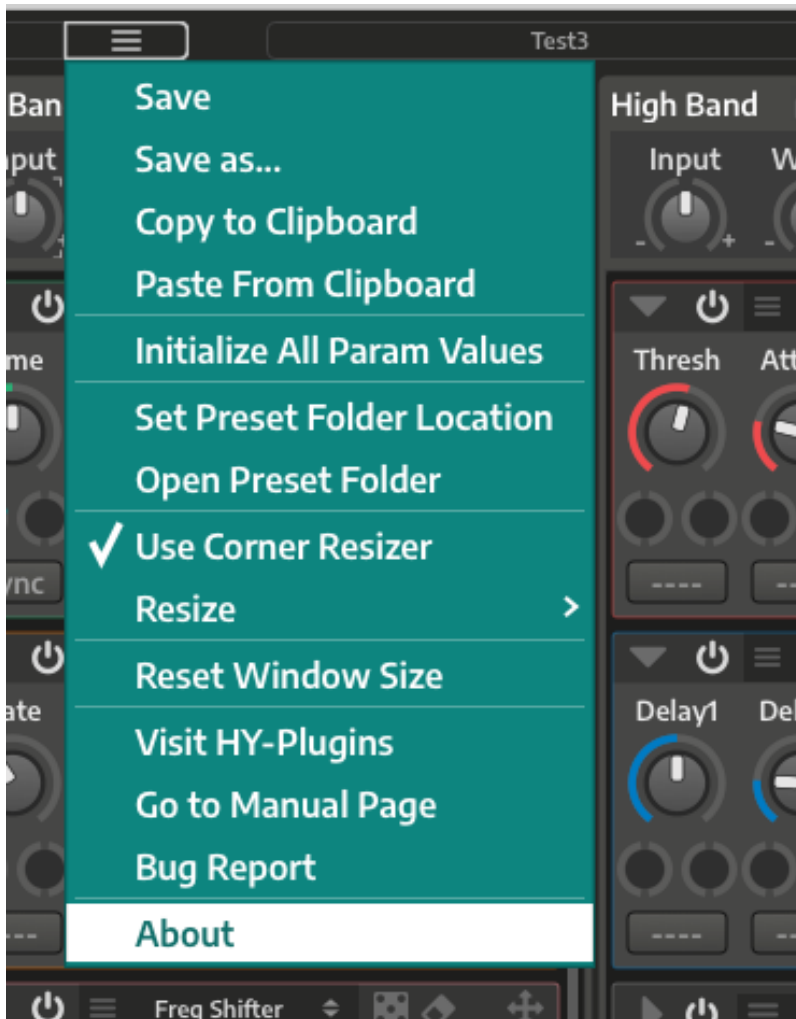 Test3
Save
Save as...
Copy to Clipboard
Paste From Clipboard
Initialize All Param Values
Set Preset Folder Location
Open Preset Folder
Use Corner Resizer
Resize
Reset Window Size
Visit HY-Plugins
Go to Manual Page
Bug Report
About
High Band
Input
- +
Thresh
----
Delay1
----
Freq Shifter